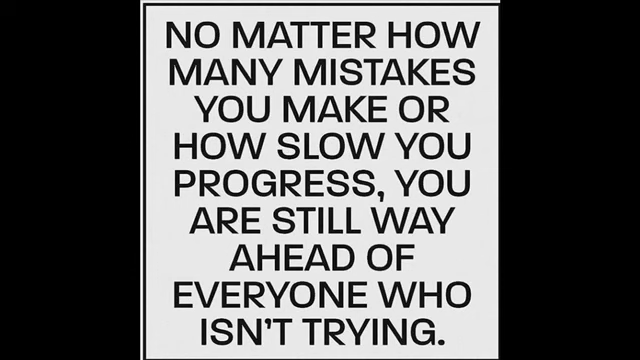 NO MATTER HOW
MANY MISTAKES
YOU MAKE OR
HOW SLOW YOU
PROGRESS, YOU
ARE STILL WAY
AHEAD OF
EVERYONE WHO
ISN'T TRYING.